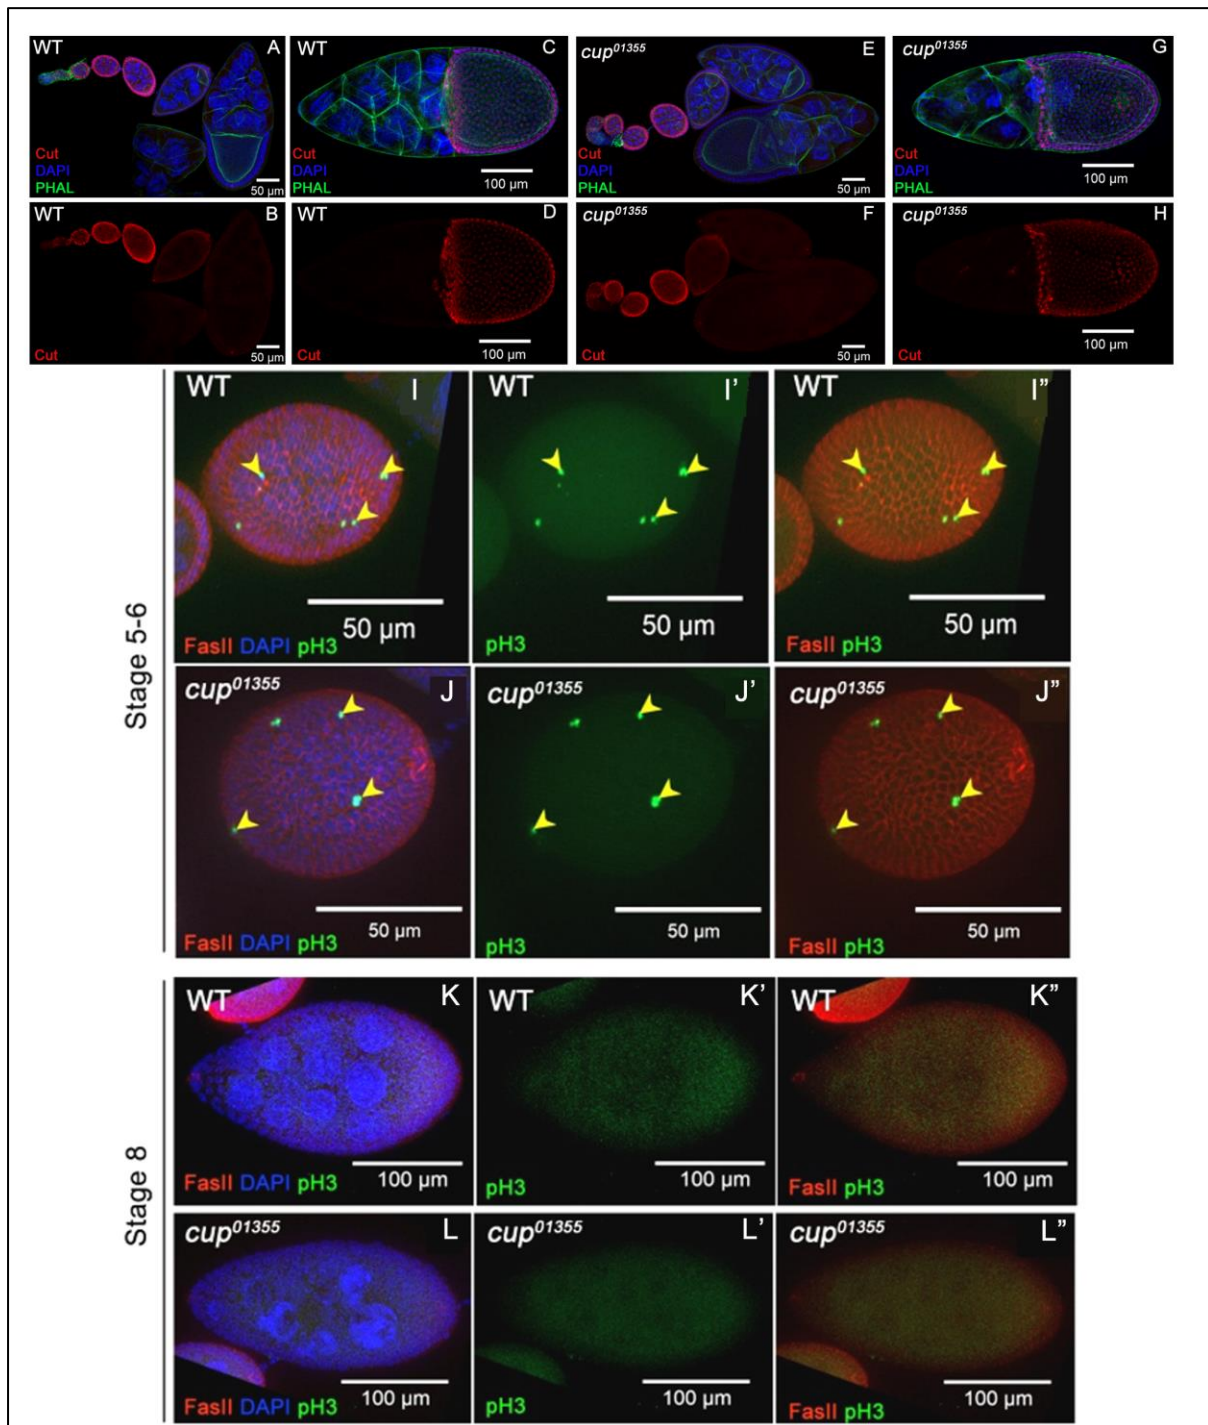 WT A
Cut
DAPI
PHAL
50 µm
WT C
Cut
DAPI
PHAL
100 µm
cup01355 E
Cut
DAPI
PHAL
50 µm
cup01355 G
Cut
DAPI
PHAL
100 µm
WT B
Cut
50 µm
WT D
Cut
100 µm
cup01355 F
Cut
50 µm
cup01355 H
Cut
100 µm
Stage 5-6
WT I
50 µm
FasII DAPI pH3
WT I’
50 µm
pH3
WT I”
50 µm
FasII pH3
cup01355 J
50 µm
FasII DAPI pH3
cup01355 J’
50 µm
pH3
cup01355 J”
50 µm
FasII pH3
Stage 8
WT K
100 µm
FasII DAPI pH3
WT K’
100 µm
pH3
WT K”
100 µm
FasII pH3
cup01355 L
100 µm
FasII DAPI pH3
cup01355 L’
100 µm
pH3
cup01355 L”
100 µm
FasII pH3